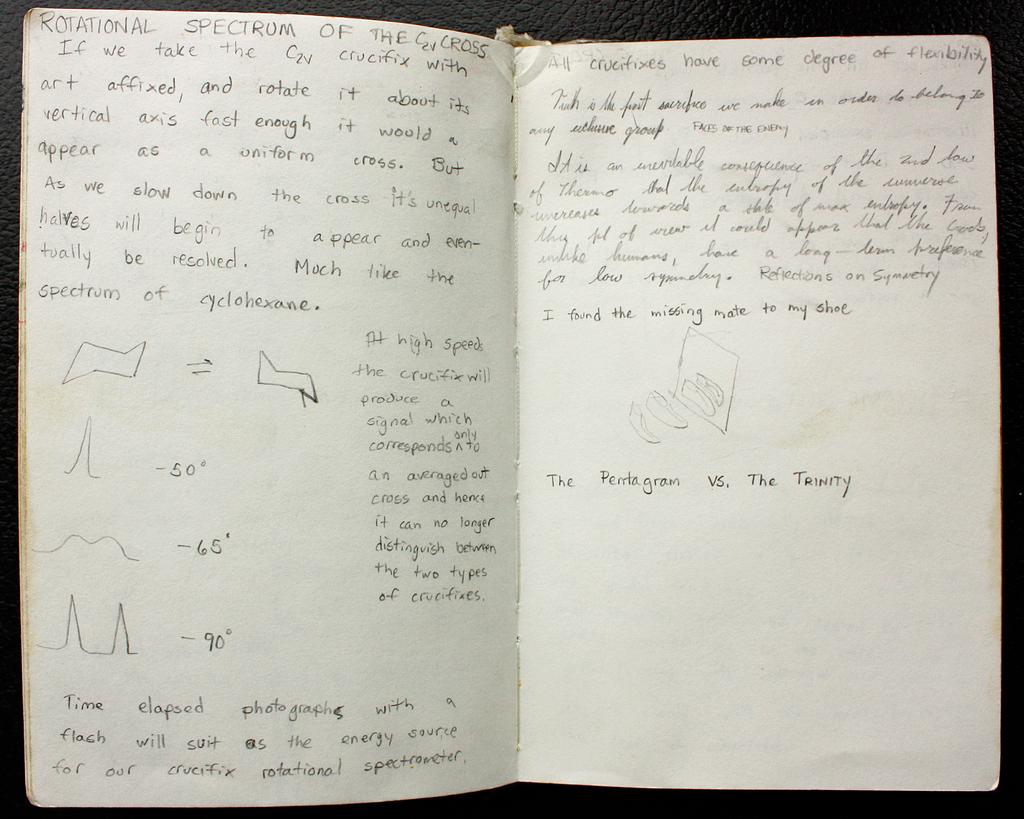 ROTATIONAL SPECTRUM OF THE C2V CROSS
If we take the C2V crucifix with
art affixed, and rotate it about its
vertical axis fast enough it would a
appear as a uniform cross. But
As we slow down the cross it's unequal
halves will begin to appear and even-
tually be resolved. Much like the
spectrum of cyclohexane.
At high speeds
the crucifix will
produce a
signal which
corresponds only to
an averaged out
cross and hence
it can no longer
distinguish between
the two types
of crucifixes.
-50°
-65°
-90°
Time elapsed photographs with a
flash will suit as the energy source
for our crucifix rotational spectrometer.
All crucifixes have some degree of flexibility
Truth is the first sacrifice we make in order to belong to
any exclusive group. FACES OF THE ENEMY
It is an inevitable consequence of the 2nd law
of Thermo that the entropy of the universe
increases towards a state of max entropy. From
this pt of view it could appear that the Gods,
unlike humans, have a long-term preference
for low symmetry. Reflections on Symmetry
I found the missing mate to my shoe
The Pentagram VS. The TRINITY